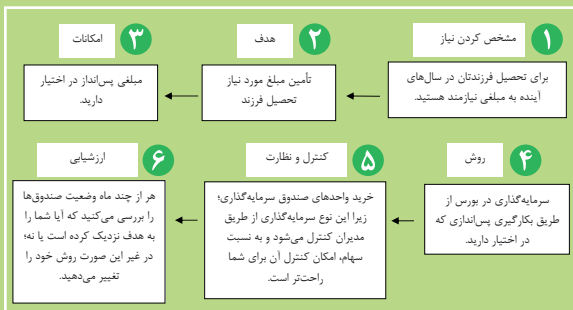 ۱ مشخص کردن نیاز
برای تحصیل فرزندتان در سال‌های
آینده به مبلغی نیازمند هستید.
۲ هدف
تأمین مبلغ مورد نیاز
تحصیل فرزند
۳ امکانات
مبلغی پس‌انداز در اختیار
دارید.
۴ روش
سرمایه‌گذاری در بورس از
طریق بکارگیری پس‌اندازی که
در اختیار دارید.
۵ کنترل و نظارت
خرید واحدهای صندوق سرمایه‌گذاری؛
زیرا این نوع سرمایه‌گذاری از طریق
مدیران کنترل می‌شود و به نسبت
سهام، امکان کنترل آن برای شما
راحت‌تر است.
۶ ارزشیابی
هر از چند ماه وضعیت صندوق‌ها
را بررسی می‌کنید که آیا شما را
به هدف نزدیک کرده است یا نه؛
در غیر این صورت روش خود را
تغییر می‌دهید.